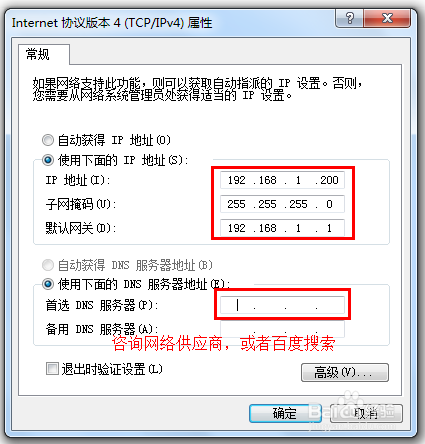 Internet 协议版本 4 (TCP/IPv4) 属性
常规
如果网络支持此功能，则可以获取自动指派的 IP 设置。否则，
您需要从网络系统管理员处获得适当的 IP 设置。
自动获得 IP 地址(O)
使用下面的 IP 地址(S):
IP 地址(I): 192 .168 . 1 .200
子网掩码(U): 255 .255 .255 . 0
默认网关(D): 192 .168 . 1 . 1
自动获得 DNS 服务器地址(B)
使用下面的 DNS 服务器地址(E):
首选 DNS 服务器(P): . . .
备用 DNS 服务器(A): . . .
咨询网络供应商，或者百度搜索
退出时验证设置(L)
高级(V)...
确定
取消